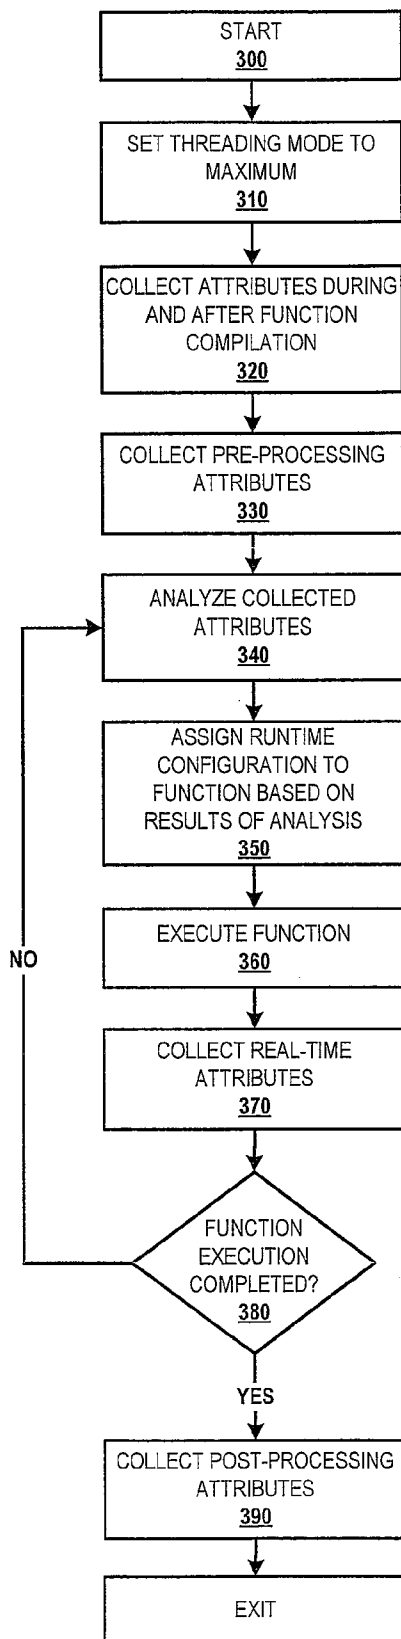 START
300
SET THREADING MODE TO
MAXIMUM
310
COLLECT ATTRIBUTES DURING
AND AFTER FUNCTION
COMPILATION
320
COLLECT PRE-PROCESSING
ATTRIBUTES
330
ANALYZE COLLECTED
ATTRIBUTES
340
ASSIGN RUNTIME
CONFIGURATION TO
FUNCTION BASED ON
RESULTS OF ANALYSIS
350
EXECUTE FUNCTION
360
NO
COLLECT REAL-TIME
ATTRIBUTES
370
FUNCTION
EXECUTION
COMPLETED?
380
YES
COLLECT POST-PROCESSING
ATTRIBUTES
390
EXIT